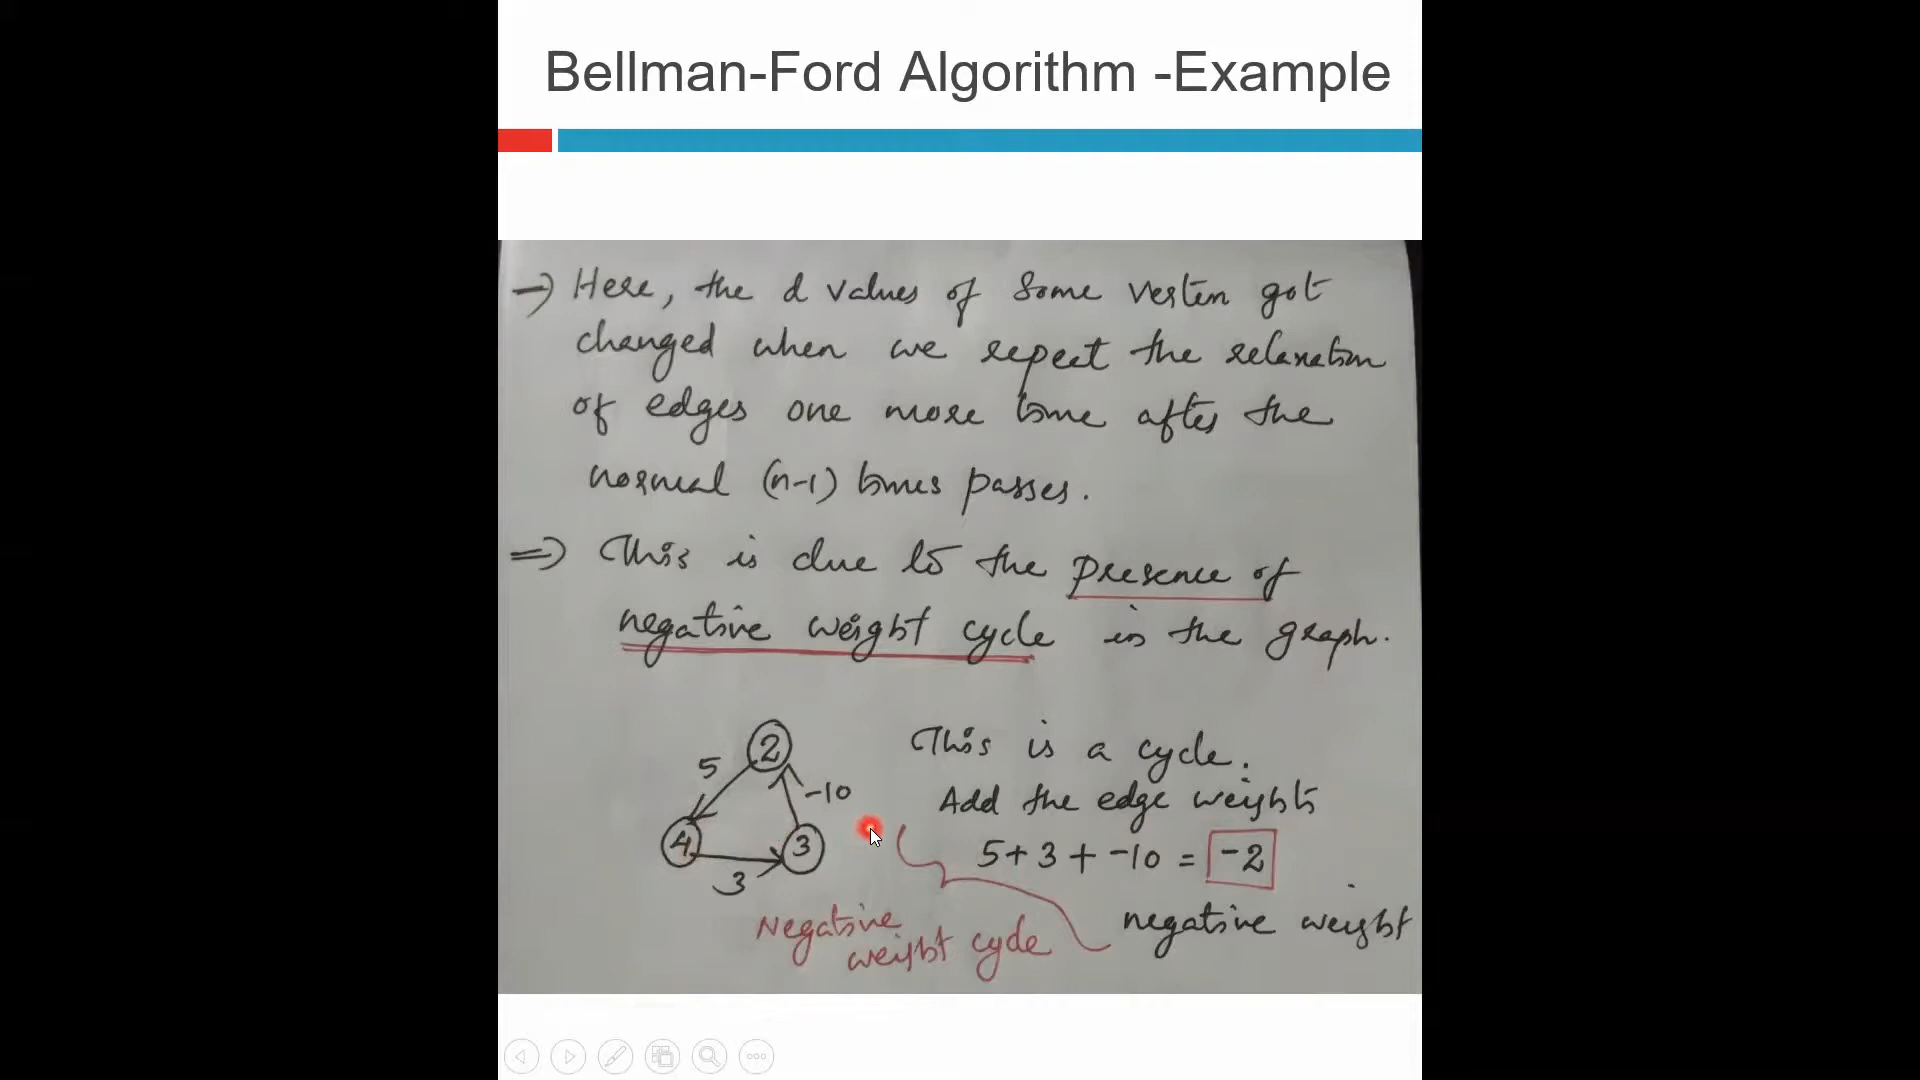 Bellman-Ford Algorithm -Example
→ Here, the d values of some vertex got
changed when we repeat the relaxation
of edges one more time after the
normal (n-1) times passes.
⇒ This is due to the presence of
negative weight cycle in the graph.
2
5
-10
4
3
3
This is a cycle.
Add the edge weights
5+3+-10 = -2
negative weight
Negative
weight cycle